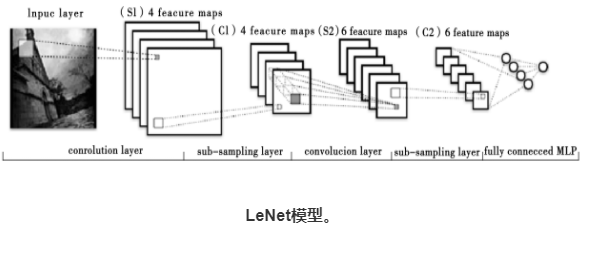 Inpuc layer
(S1) 4 feacure maps
(C1) 4 feacure maps
(S2) 6 feacure maps
(C2) 6 feature maps
conrolution layer
sub-sampling layer
convolucion layer
sub-sampling layer
fully connecced MLP
LeNet模型。